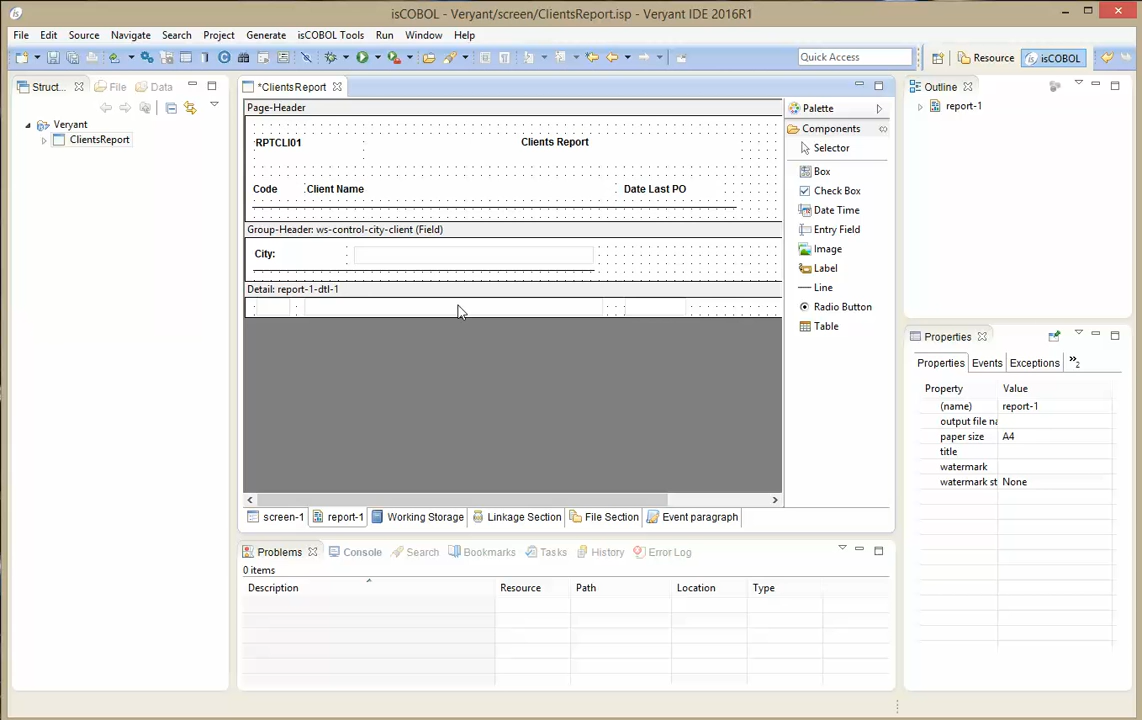 isCOBOL - Veryant/screen/ClientsReport.isp - Veryant IDE 2016R1
File Edit Source Navigate Search Project Generate isCOBOL Tools Run Window Help
Quick Access Resource isCOBOL
Struct... File Data
Veryant
ClientsReport
*ClientsReport
Page-Header
RPTCLI01 Clients Report
Code Client Name Date Last PO
Group-Header: ws-control-city-client (Field)
City:
Detail: report-1-dtl-1
Palette
Components
Selector
Box
Check Box
Date Time
Entry Field
Image
Label
Line
Radio Button
Table
screen-1 report-1 Working Storage Linkage Section File Section Event paragraph
Problems Console Search Bookmarks Tasks History Error Log
0 items
Description Resource Path Location Type
Outline
report-1
Properties
Properties Events Exceptions »2
Property Value
(name) report-1
output file na
paper size A4
title
watermark
watermark st None